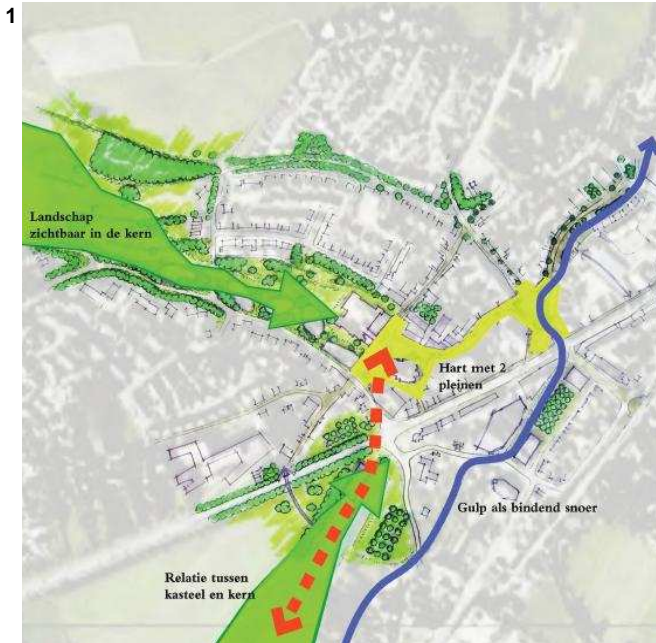 1
Landschap
zichtbaar in de kern
Hart met 2
pleinen
Gulp als bindend snoer
Relatie tussen
kasteel en kern